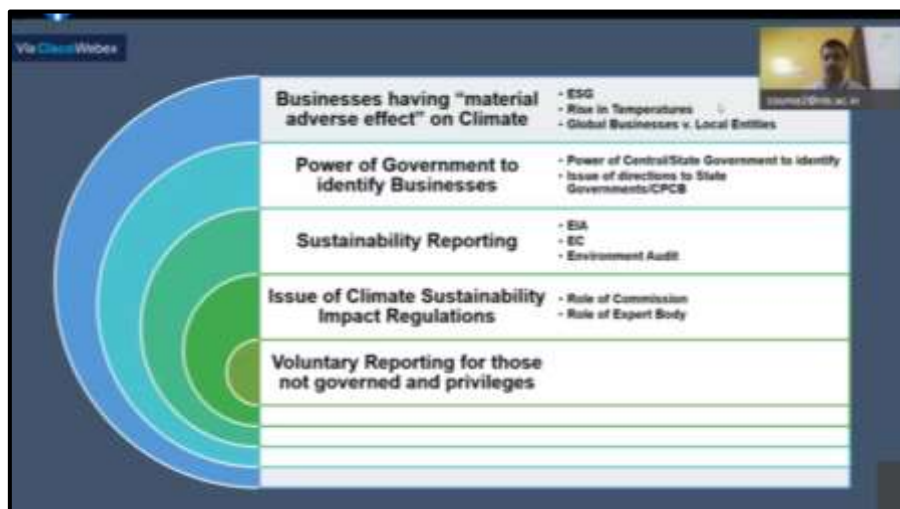 Via Cisco Webex
Businesses having "material
adverse effect" on Climate
• ESG
• Rise in Temperatures
• Global Businesses v. Local Entities
Power of Government to
identify Businesses
• Power of Central/State Government to identify
• Issue of directions to State
Governments/CPCB
Sustainability Reporting
• EIA
• EC
• Environment Audit
Issue of Climate Sustainability
Impact Regulations
• Role of Commission
• Role of Expert Body
Voluntary Reporting for those
not governed and privileges